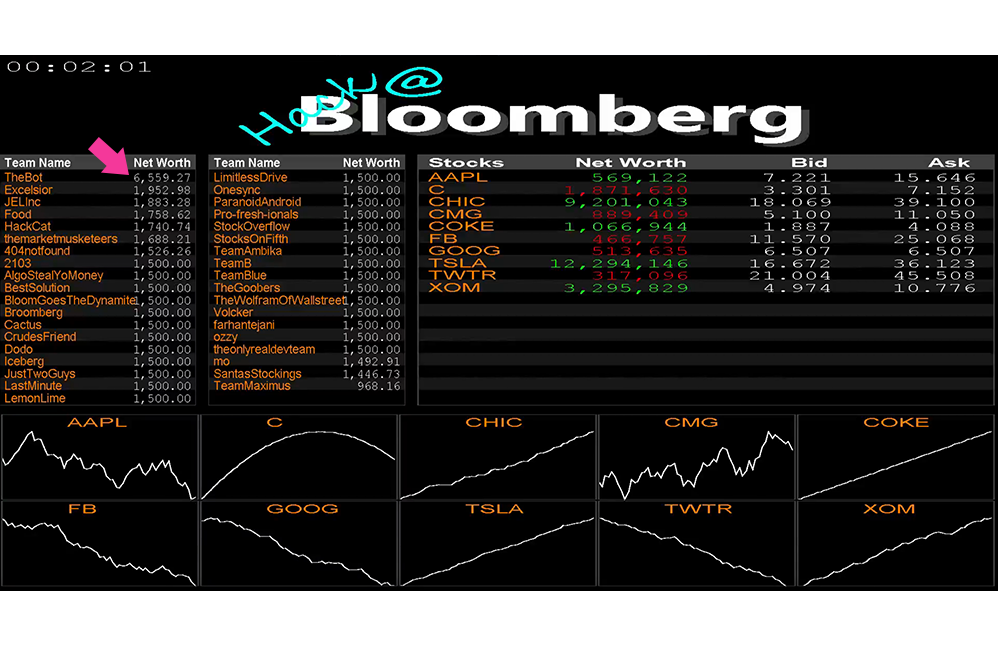 00:02:01
Hack@
Bloomberg
Team Name Net Worth
TheBot 6,559.27
Excelsior 1,952.98
JELInc 1,883.28
Food 1,758.62
HackCat 1,740.74
themarketmusketeers 1,688.21
404notfound 1,526.26
2103 1,500.00
AlgoStealYoMoney 1,500.00
BestSolution 1,500.00
BloomGoesTheDynamite 1,500.00
Broomberg 1,500.00
Cactus 1,500.00
CrudesFriend 1,500.00
Dodo 1,500.00
Iceberg 1,500.00
JustTwoGuys 1,500.00
LastMinute 1,500.00
LemonLime 1,500.00
Team Name Net Worth
LimitlessDrive 1,500.00
Onesync 1,500.00
ParanoidAndroid 1,500.00
Pro-fresh-ionals 1,500.00
StockOverflow 1,500.00
StocksOnFifth 1,500.00
TeamAmbika 1,500.00
TeamB 1,500.00
TeamBlue 1,500.00
TheGoobers 1,500.00
TheWolframOfWallstreet 1,500.00
Volcker 1,500.00
farhantejani 1,500.00
ozzy 1,500.00
theonlyrealdevteam 1,500.00
mo 1,492.91
SantasStockings 1,446.73
TeamMaximus 968.16
Stocks Net Worth Bid Ask
AAPL 569,122 7.221 15.646
C 1,871,630 3.301 7.152
CHIC 9,201,043 18.069 39.100
CMG 889,409 5.100 11.050
COKE 1,066,944 1.887 4.088
FB 466,757 11.570 25.068
GOOG 513,635 16.507 36.507
TSLA 12,294,146 16.672 36.123
TWTR 317,096 21.004 45.508
XOM 3,295,829 4.974 10.776
AAPL C CHIC CMG COKE
FB GOOG TSLA TWTR XOM